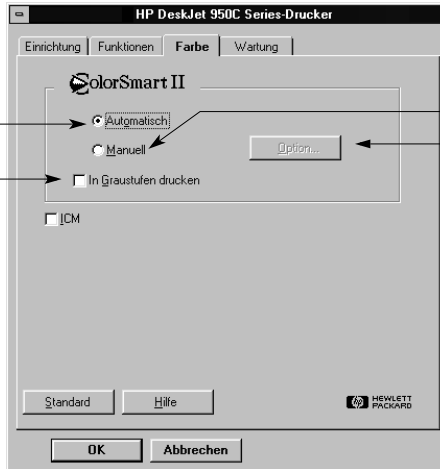 HP DeskJet 950C Series-Drucker
Einrichtung Funktionen Farbe Wartung
ColorSmart II
Automatisch
Manuell
Option...
In Graustufen drucken
ICM
Standard Hilfe
hp HEWLETT
PACKARD
OK Abbrechen